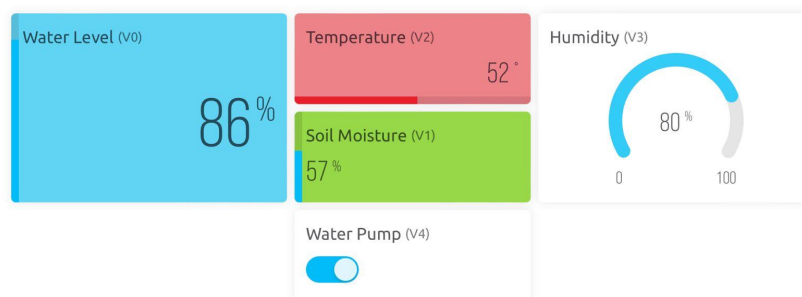 Water Level (V0)
86 %
Temperature (V2)
52 °
Soil Moisture (V1)
57 %
Humidity (V3)
80 %
0 100
Water Pump (V4)